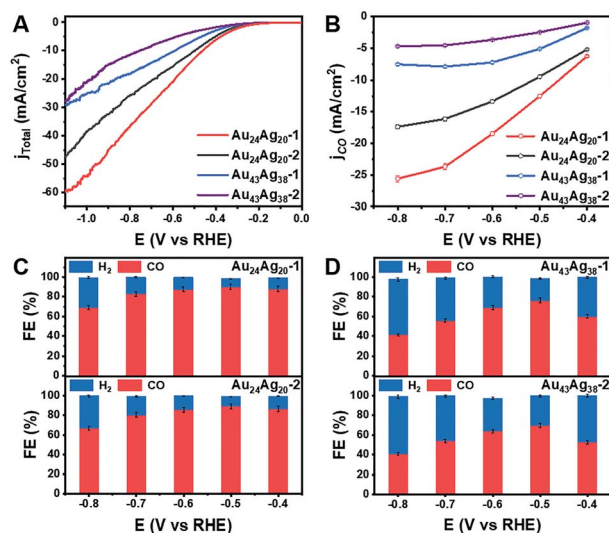 A
0
-10
-20
-30
-40
-50
-60
j_Total (mA/cm²)
Au₂₄Ag₂₀-1
Au₂₄Ag₂₀-2
Au₄₃Ag₃₈-1
Au₄₃Ag₃₈-2
-1.0 -0.8 -0.6 -0.4 -0.2 0.0
E (V vs RHE)
B
0
-5
-10
-15
-20
-25
-30
j_CO (mA/cm²)
Au₂₄Ag₂₀-1
Au₂₄Ag₂₀-2
Au₄₃Ag₃₈-1
Au₄₃Ag₃₈-2
-0.8 -0.7 -0.6 -0.5 -0.4
E (V vs RHE)
C
H₂ CO Au₂₄Ag₂₀-1
100
80
60
40
20
0
FE (%)
H₂ CO Au₂₄Ag₂₀-2
100
80
60
40
20
0
FE (%)
-0.8 -0.7 -0.6 -0.5 -0.4
E (V vs RHE)
D
H₂ CO Au₄₃Ag₃₈-1
100
80
60
40
20
0
FE (%)
H₂ CO Au₄₃Ag₃₈-2
100
80
60
40
20
0
FE (%)
-0.8 -0.7 -0.6 -0.5 -0.4
E (V vs RHE)